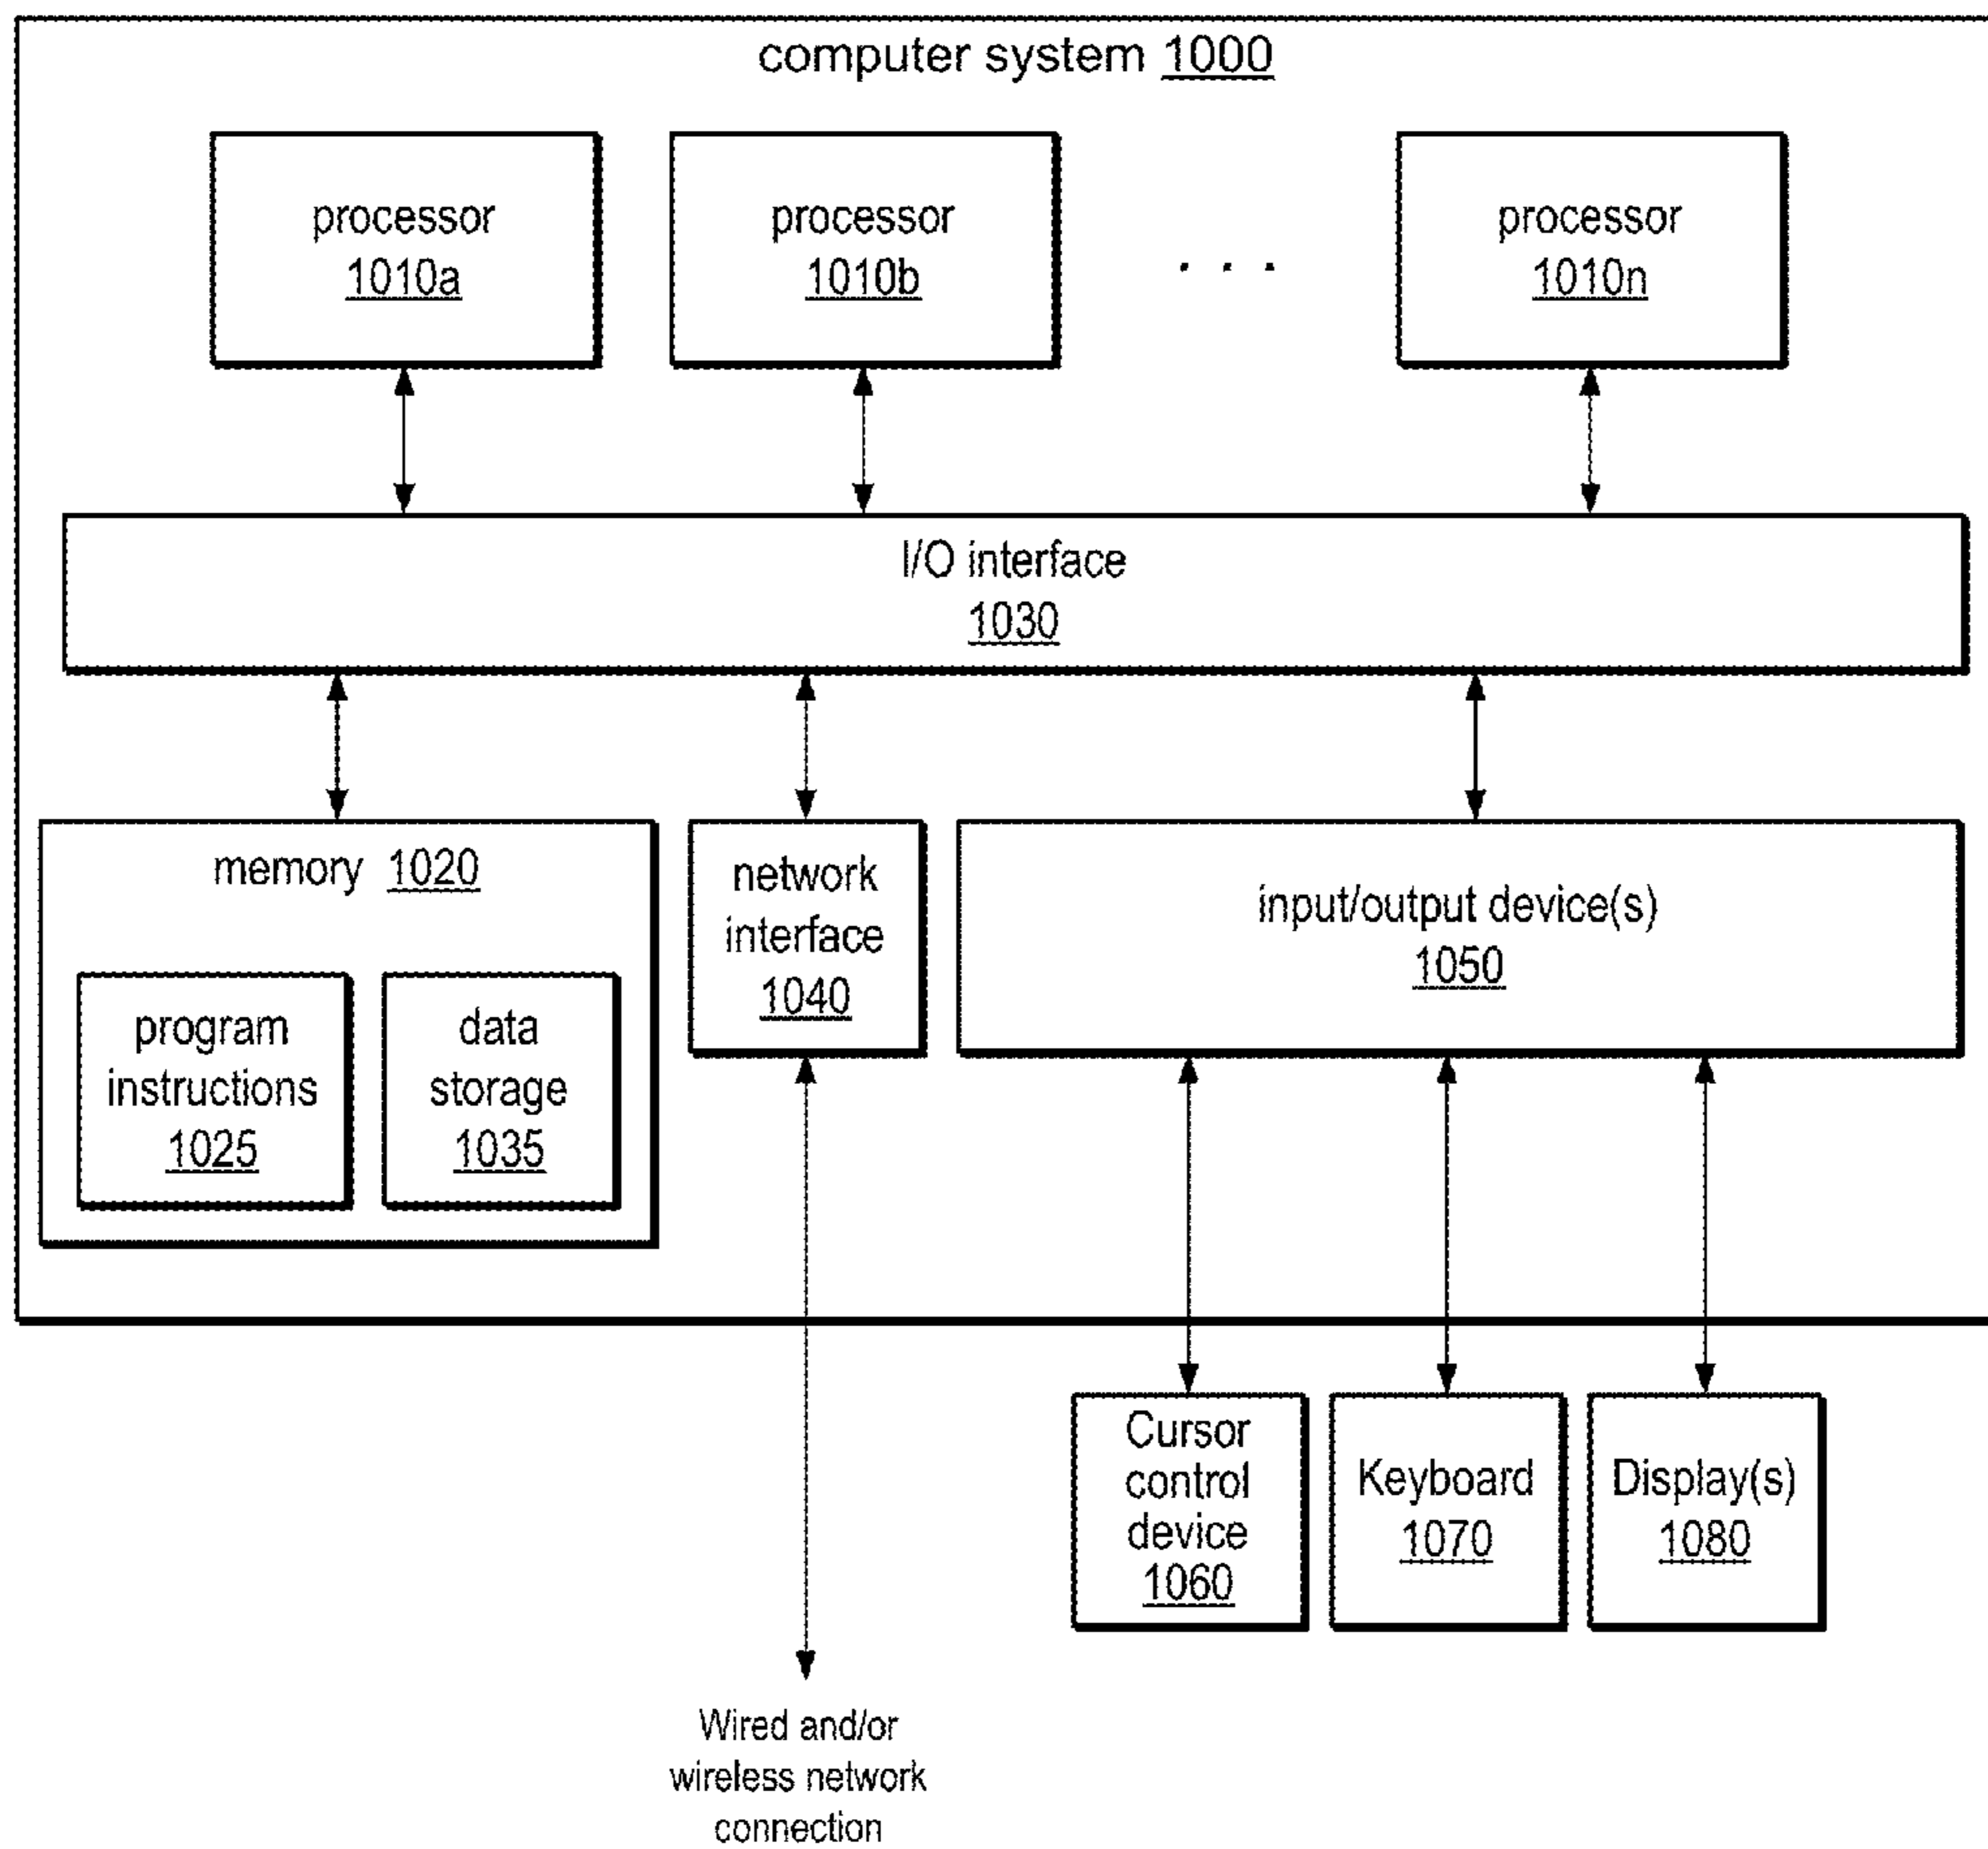 computer system 1000
processor
1010a
processor
1010b
. . .
processor
1010n
I/O interface
1030
memory 1020
program
instructions
1025
data
storage
1035
network
interface
1040
input/output device(s)
1050
Cursor
control
device
1060
Keyboard
1070
Display(s)
1080
Wired and/or
wireless network
connection